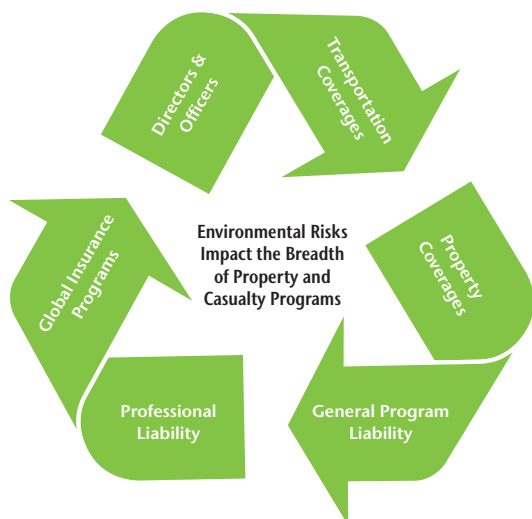 Directors &
Officers
Transportation
Coverages
Global Insurance
Programs
Environmental Risks
Impact the Breadth
of Property and
Casualty Programs
Property
Coverages
Professional
Liability
General Program
Liability